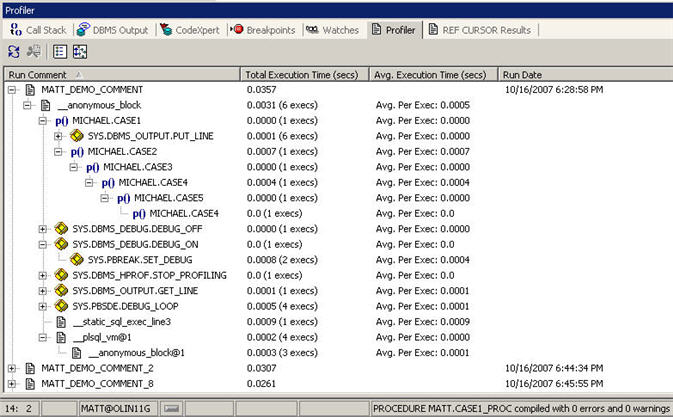 Profiler
Call Stack DBMS Output CodeXpert Breakpoints Watches Profiler REF CURSOR Results
Run Comment Total Execution Time (secs) Avg. Execution Time (secs) Run Date
MATT_DEMO_COMMENT 0.0357 10/16/2007 6:28:58 PM
__anonymous_block 0.0031 (6 execs) Avg. Per Exec: 0.0005
p() MICHAEL.CASE1 0.0000 (1 execs) Avg. Per Exec: 0.0000
SYS.DBMS_OUTPUT.PUT_LINE 0.0001 (6 execs) Avg. Per Exec: 0.0000
p() MICHAEL.CASE2 0.0007 (1 execs) Avg. Per Exec: 0.0007
p() MICHAEL.CASE3 0.0000 (1 execs) Avg. Per Exec: 0.0000
p() MICHAEL.CASE4 0.0004 (1 execs) Avg. Per Exec: 0.0004
p() MICHAEL.CASE5 0.0000 (1 execs) Avg. Per Exec: 0.0000
p() MICHAEL.CASE4 0.0 (1 execs) Avg. Per Exec: 0.0
SYS.DBMS_DEBUG.DEBUG_OFF 0.0000 (1 execs) Avg. Per Exec: 0.0000
SYS.DBMS_DEBUG.DEBUG_ON 0.0 (1 execs) Avg. Per Exec: 0.0
SYS.PBREAK.SET_DEBUG 0.0008 (2 execs) Avg. Per Exec: 0.0004
SYS.DBMS_HPROF.STOP_PROFILING 0.0 (1 execs) Avg. Per Exec: 0.0
SYS.DBMS_OUTPUT.GET_LINE 0.0001 (1 execs) Avg. Per Exec: 0.0001
SYS.PBSDE.DEBUG_LOOP 0.0005 (4 execs) Avg. Per Exec: 0.0001
__static_sql_exec_line3 0.0009 (1 execs) Avg. Per Exec: 0.0009
__plsql_vm@1 0.0002 (4 execs) Avg. Per Exec: 0.0000
__anonymous_block@1 0.0003 (3 execs) Avg. Per Exec: 0.0001
MATT_DEMO_COMMENT_2 0.0307 10/16/2007 6:44:34 PM
MATT_DEMO_COMMENT_8 0.0261 10/16/2007 6:45:55 PM
14: 2 MATT@OLIN11G PROCEDURE MATT.CASE1_PROC compiled with 0 errors and 0 warnings